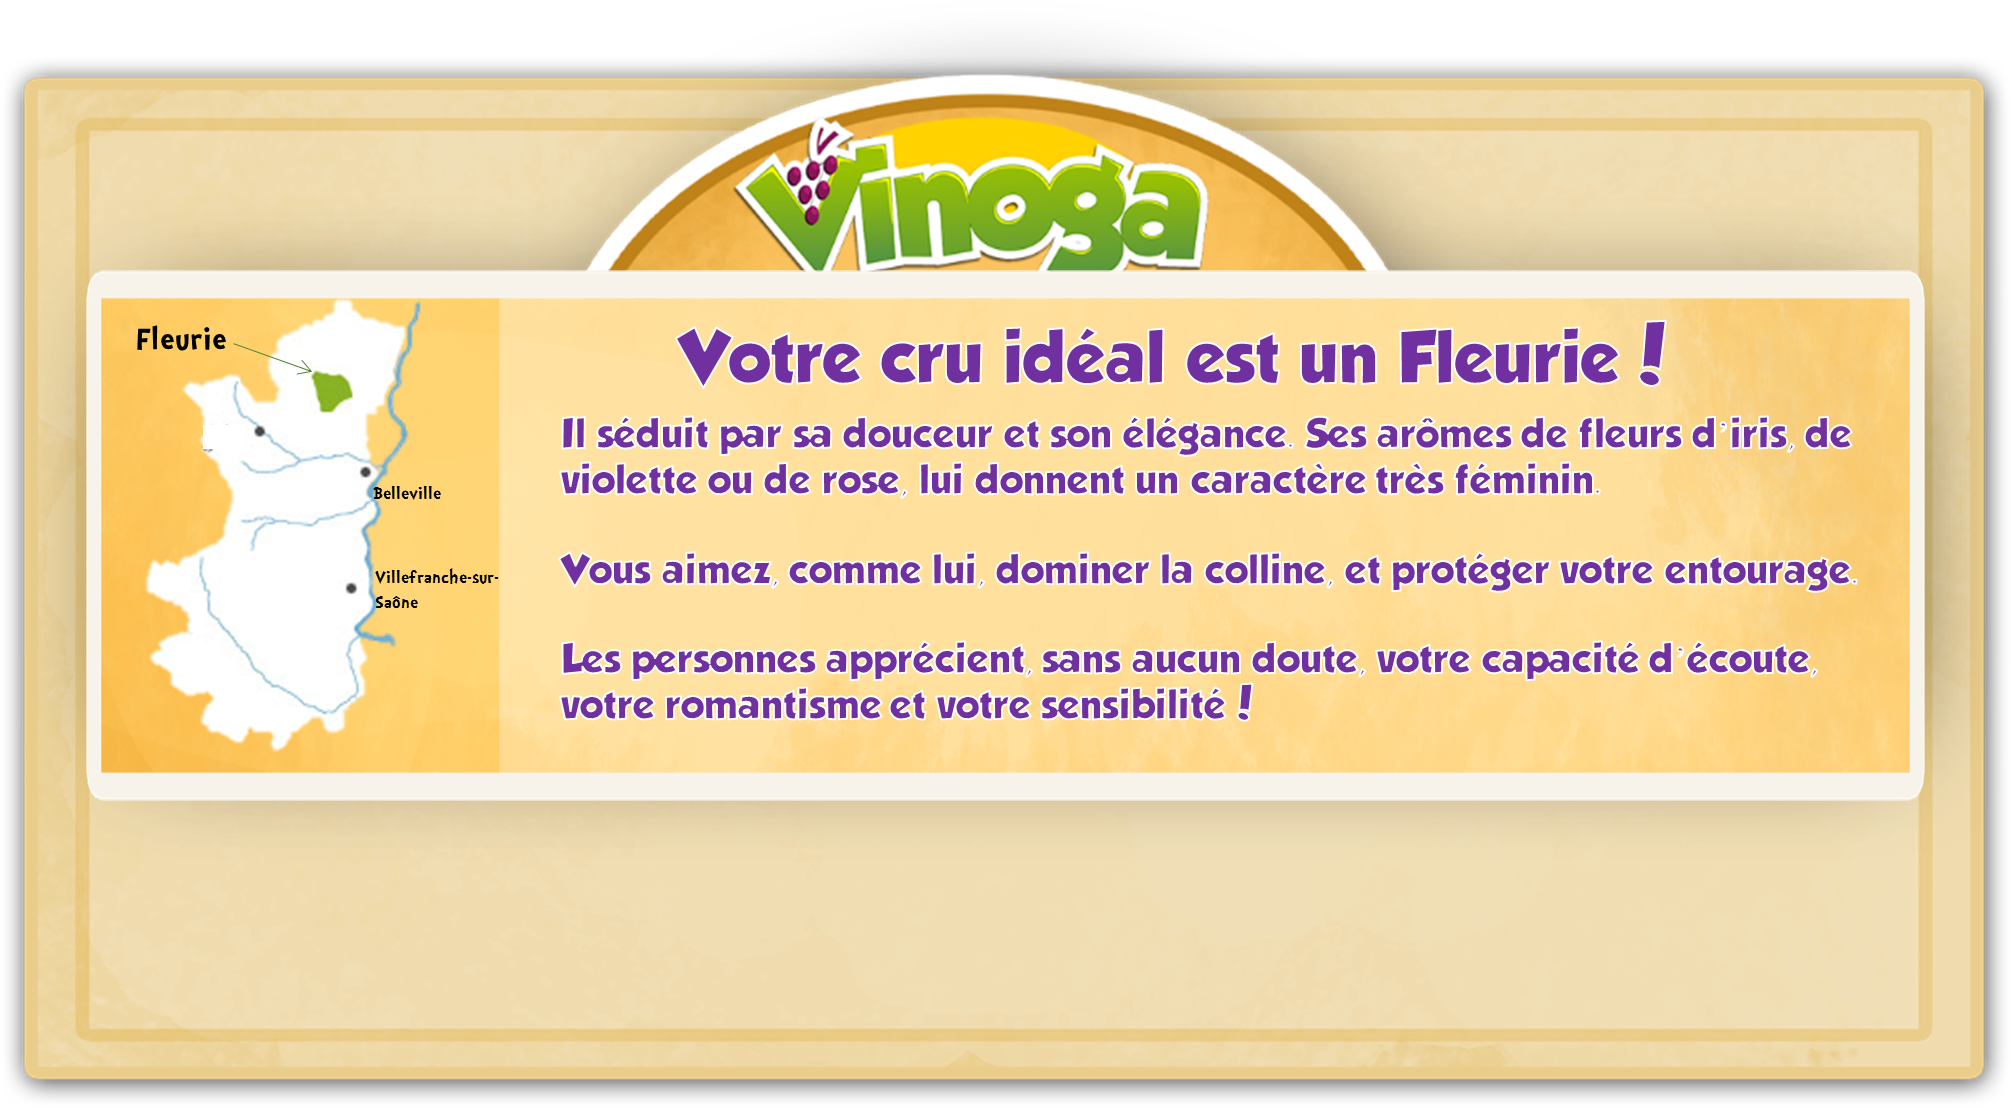 Vinoga
Fleurie
Belleville
Villefranche-sur-
Saône
Votre cru idéal est un Fleurie !
Il séduit par sa douceur et son élégance. Ses arômes de fleurs d'iris, de
violette ou de rose, lui donnent un caractère très féminin.
Vous aimez, comme lui, dominer la colline, et protéger votre entourage.
Les personnes apprécient, sans aucun doute, votre capacité d'écoute,
votre romantisme et votre sensibilité !